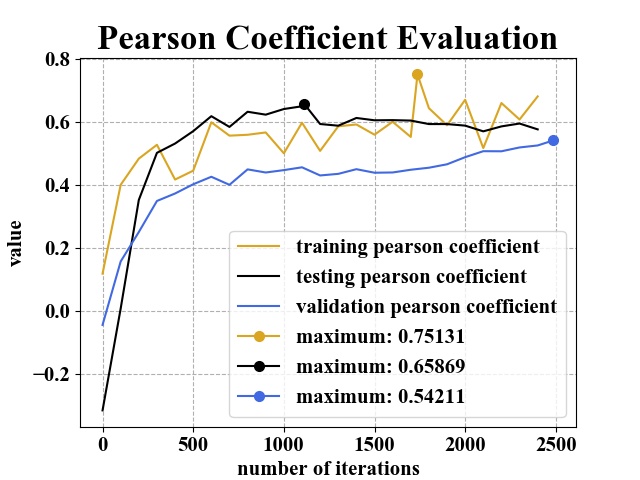 Pearson Coefficient Evaluation
0.8
0.6
0.4
0.2
0.0
−0.2
value
training pearson coefficient
testing pearson coefficient
validation pearson coefficient
maximum: 0.75131
maximum: 0.65869
maximum: 0.54211
0 500 1000 1500 2000 2500
number of iterations